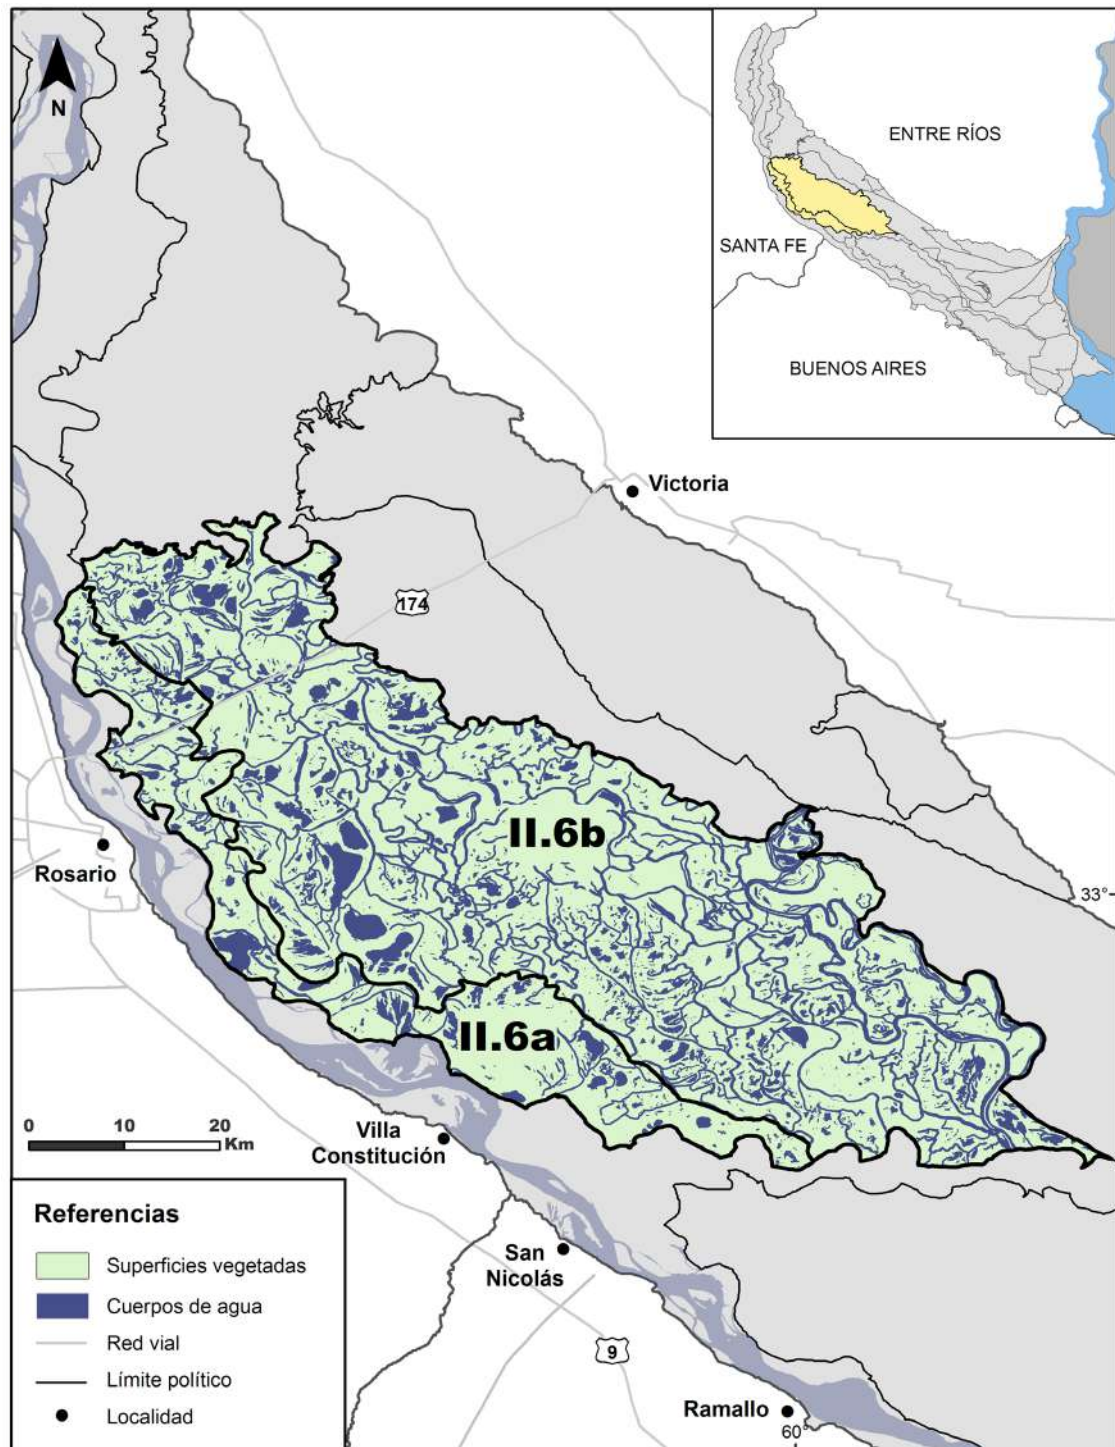 N
ENTRE RÍOS
SANTA FE
BUENOS AIRES
Victoria
174
II.6b
Rosario
33°
II.6a
0 10 20
Km
Villa
Constitución
San
Nicolás
9
Ramallo
60°
Referencias
Superficies vegetadas
Cuerpos de agua
Red vial
Límite político
Localidad